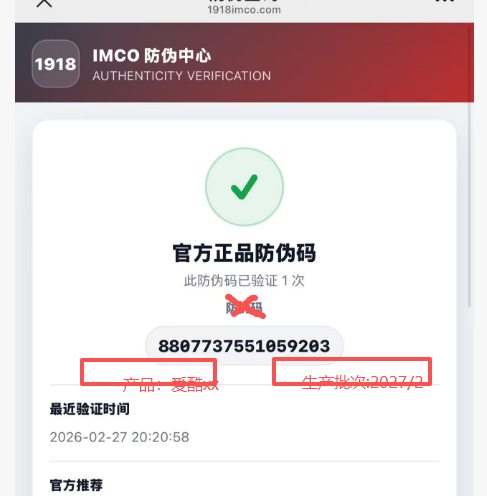 1918imco.com
1918
IMCO 防伪中心
AUTHENTICITY VERIFICATION
官方正品防伪码
此防伪码已验证 1 次
8807737551059203
产品：爱酷xx
生产批次:2027/2
最近验证时间
2026-02-27 20:20:58
官方推荐